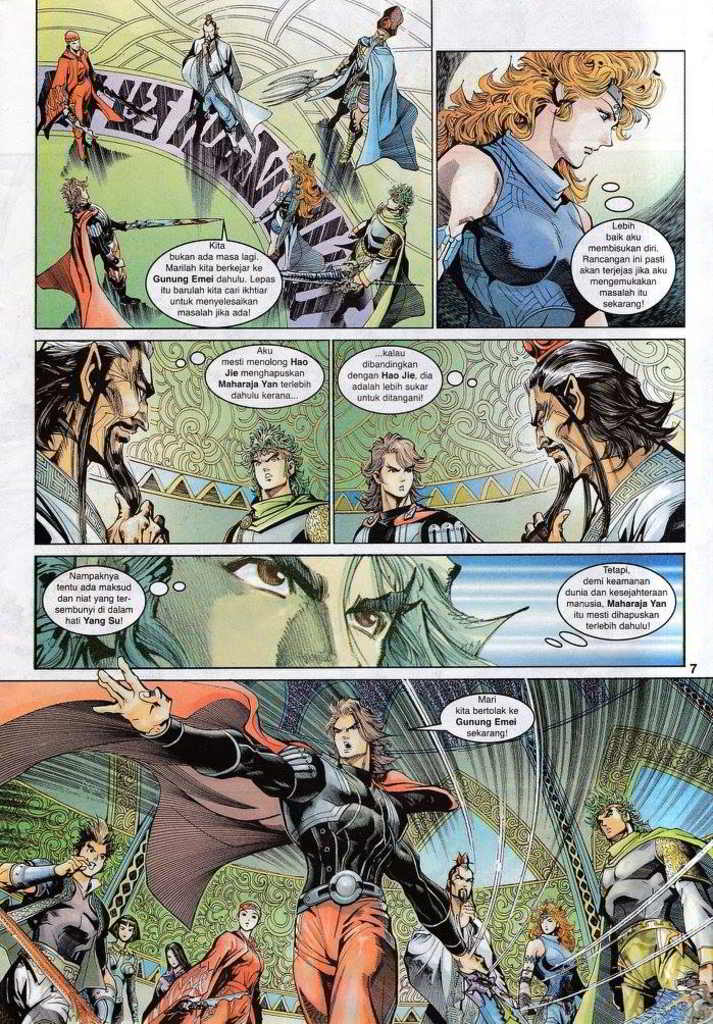 Kita
bukan ada masa lagi.
Marilah kita berkejar ke
Gunung Emei dahulu. Lepas
itu barulah kita cari ikhtiar
untuk menyelesaikan
masalah jika ada!
Lebih
baik aku
membisukan diri.
Rancangan ini pasti
akan terjejas jika aku
mengemukakan
masalah itu
sekarang!
Aku
mesti menolong Hao
Jie menghapuskan
Maharaja Yan terlebih
dahulu kerana...
...kalau
dibandingkan
dengan Hao Jie, dia
adalah lebih sukar
untuk ditangani!
Nampaknya
tentu ada maksud
dan niat yang ter-
sembunyi di dalam
hati Yang Su!
Tetapi,
demi keamanan
dunia dan kesejahteraan
manusia, Maharaja Yan
itu mesti dihapuskan
terlebih dahulu!
7
Mari
kita bertolak ke
Gunung Emei
sekarang!